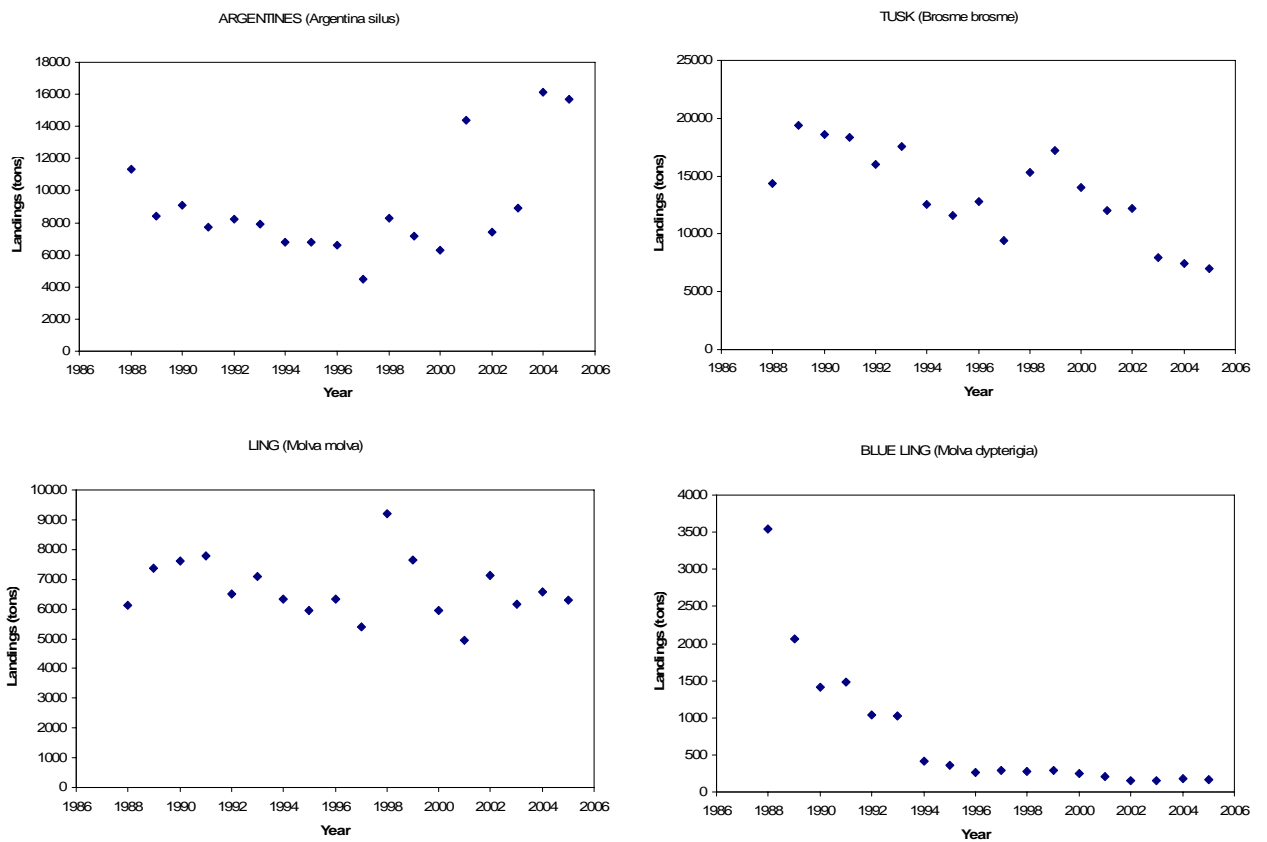 ARGENTINES (Argentina silus)
18000
16000
14000
12000
10000
8000
6000
4000
2000
0
Landings (tons)
1986 1988 1990 1992 1994 1996 1998 2000 2002 2004 2006
Year
TUSK (Brosme brosme)
25000
20000
15000
10000
5000
0
Landings (tons)
1986 1988 1990 1992 1994 1996 1998 2000 2002 2004 2006
Year
LING (Molva molva)
10000
9000
8000
7000
6000
5000
4000
3000
2000
1000
0
Landings (tons)
1986 1988 1990 1992 1994 1996 1998 2000 2002 2004 2006
Year
BLUE LING (Molva dypterigia)
4000
3500
3000
2500
2000
1500
1000
500
0
Landings (tons)
1986 1988 1990 1992 1994 1996 1998 2000 2002 2004 2006
Year